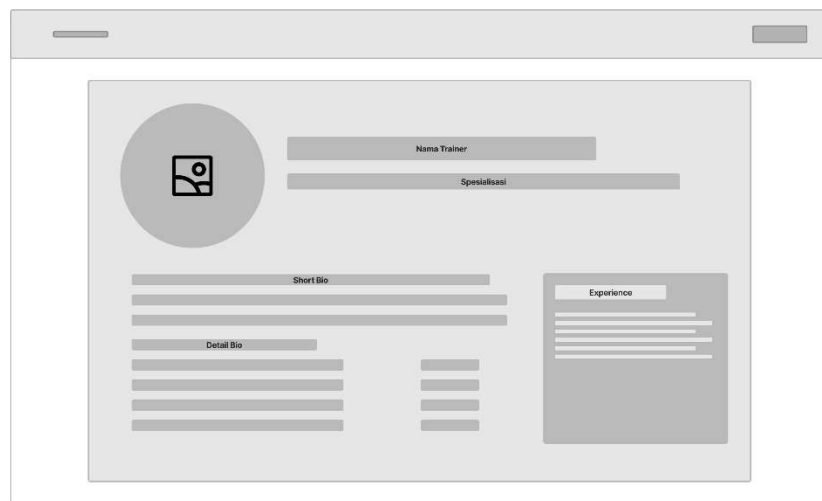 Nama Trainer
Spesialisasi
Short Bio
Experience
Detail Bio